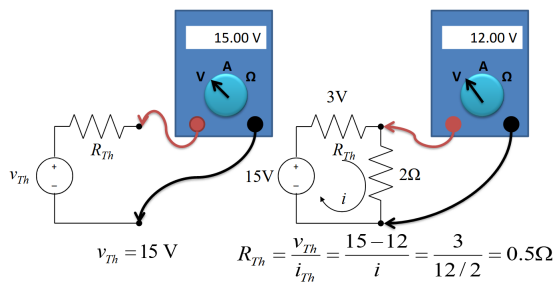 15.00 V
V A Ω
R_Th
v_Th + −
v_Th = 15 V
12.00 V
V A Ω
3V
R_Th
15V + − i 2Ω
R_Th = v_Th / i_Th = (15 − 12) / i = 3 / (12 / 2) = 0.5Ω